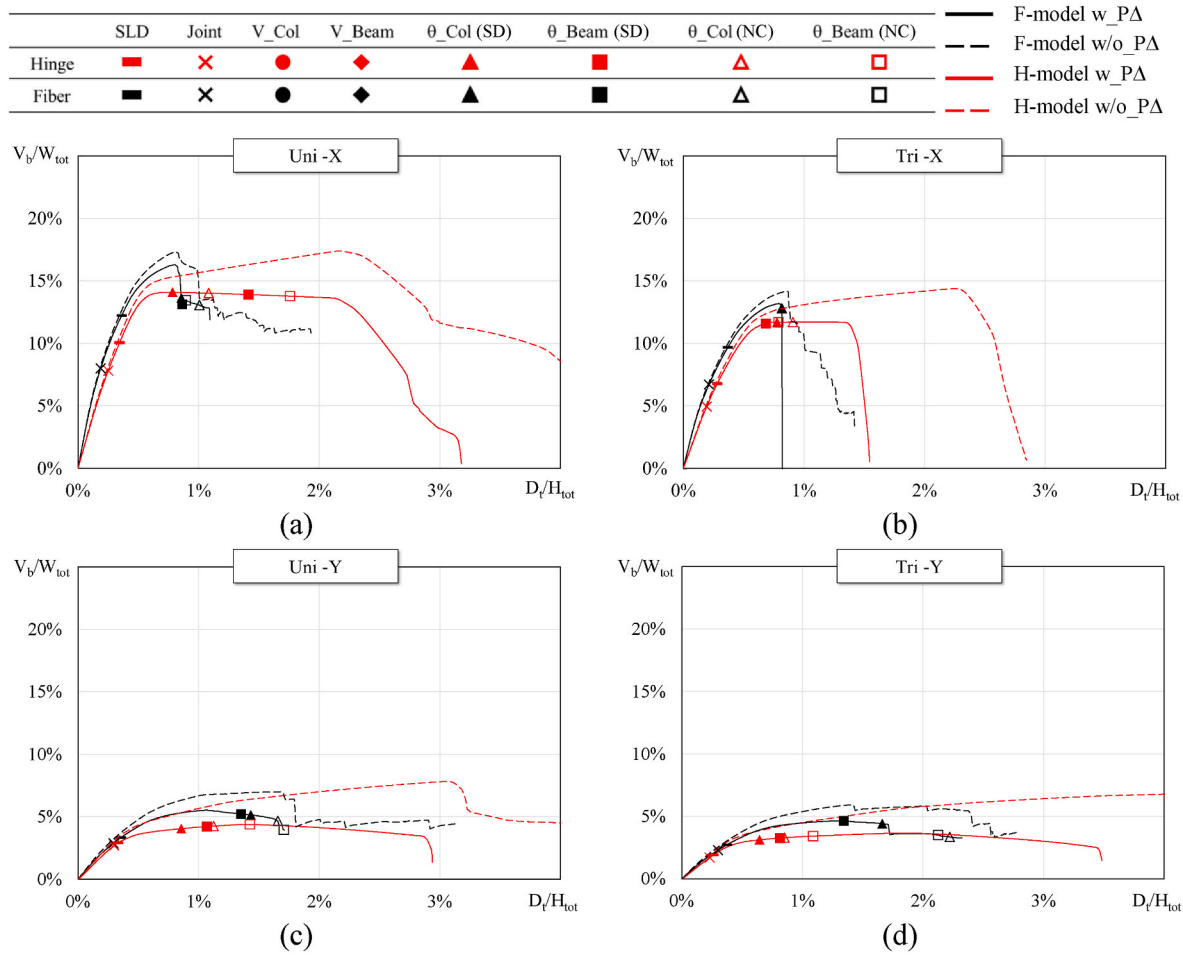 SLD Joint V_Col V_Beam θ_Col (SD) θ_Beam (SD) θ_Col (NC) θ_Beam (NC)
Hinge
Fiber
F-model w_PΔ
F-model w/o_PΔ
H-model w_PΔ
H-model w/o_PΔ
Vb/Wtot
Uni -X
20%
15%
10%
5%
0%
0% 1% 2% 3% Dt/Htot
(a)
Vb/Wtot
Tri -X
20%
15%
10%
5%
0%
0% 1% 2% 3% Dt/Htot
(b)
Vb/Wtot
Uni -Y
20%
15%
10%
5%
0%
0% 1% 2% 3% Dt/Htot
(c)
Vb/Wtot
Tri -Y
20%
15%
10%
5%
0%
0% 1% 2% 3% Dt/Htot
(d)